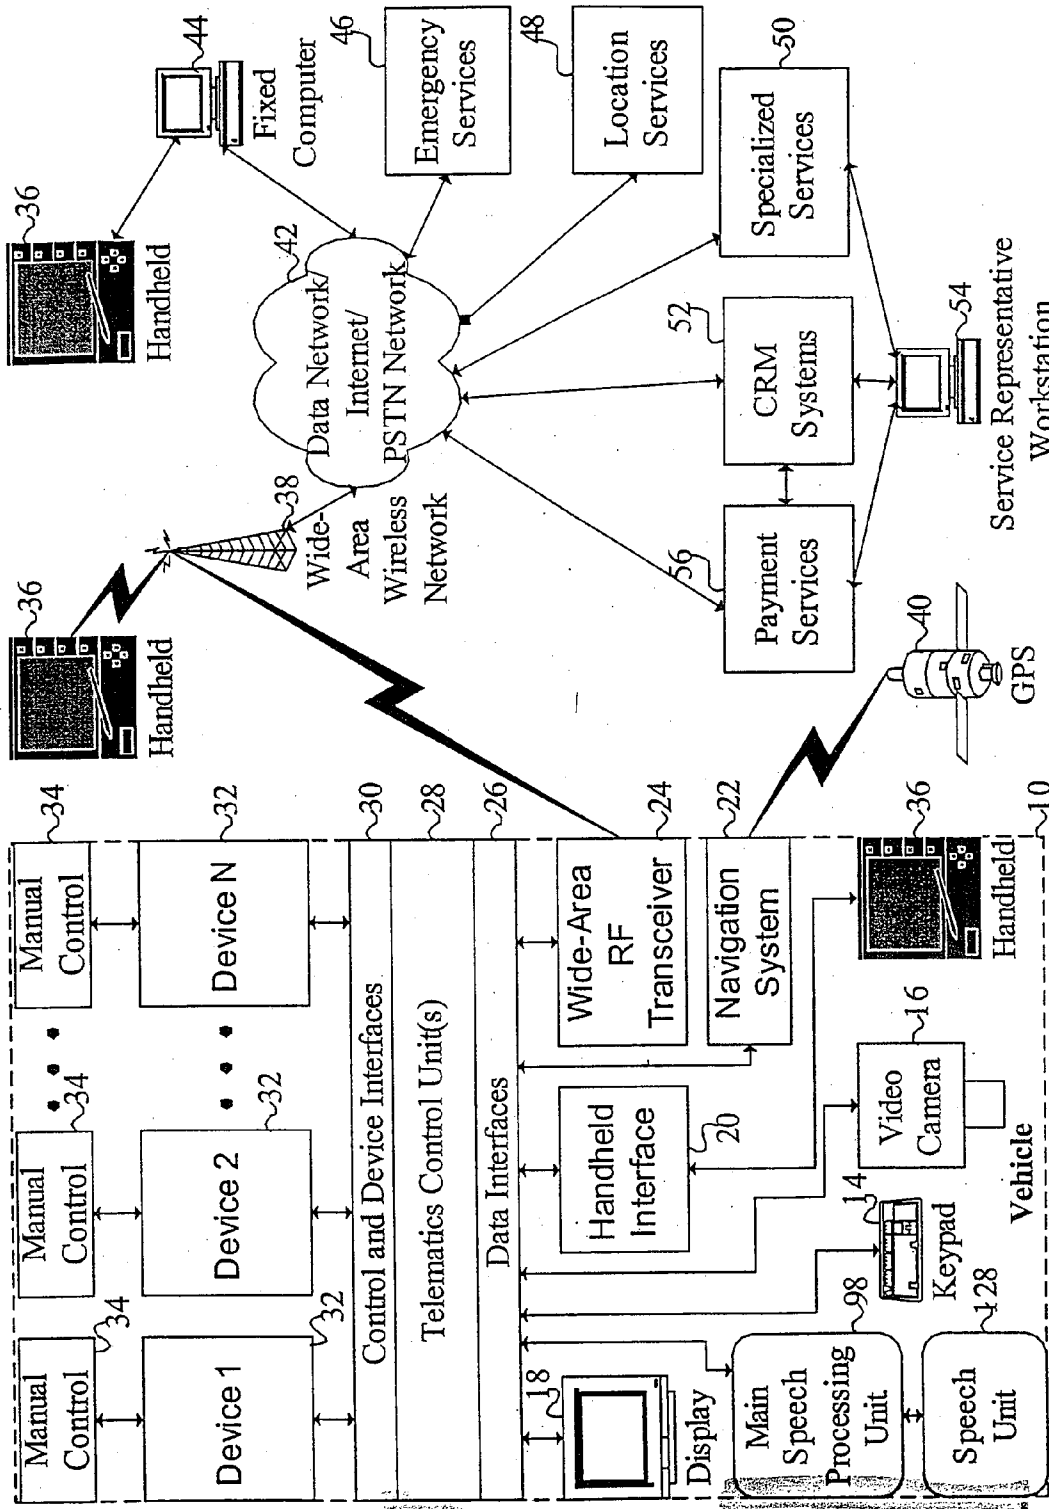 Manual
Control
34
Manual
Control
34
Manual
Control
34
Device 1
32
Device 2
32
Device N
32
Control and Device Interfaces
30
Telematics Control Unit(s)
28
Data Interfaces
26
18
Display
Handheld
Interface
20
Wide-Area
RF
Transceiver
24
Navigation
System
22
Main
Speech
Processing
Unit
98
Speech
Unit
128
14
Keypad
Video
Camera
16
36
Handheld
Vehicle
10
36
Handheld
36
Handheld
44
Fixed
Computer
38
Wide-
Area
Wireless
Network
42
Data Network/
Internet/
PSTN Network
46
Emergency
Services
48
Location
Services
50
Specialized
Services
52
CRM
Systems
56
Payment
Services
54
Service Representative
Workstation
40
GPS